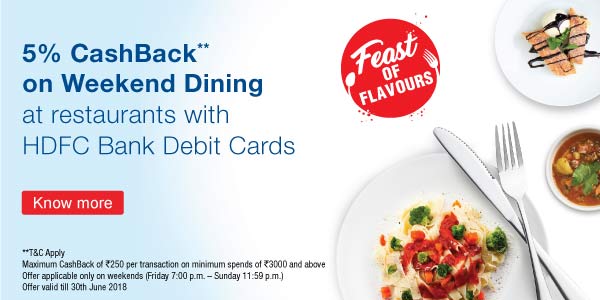 5% CashBack**
on Weekend Dining
at restaurants with
HDFC Bank Debit Cards
Feast
OF
FLAVOURS
Know more
**T&C Apply
Maximum CashBack of ₹250 per transaction on minimum spends of ₹3000 and above
Offer applicable only on weekends (Friday 7:00 p.m. – Sunday 11:59 p.m.)
Offer valid till 30th June 2018